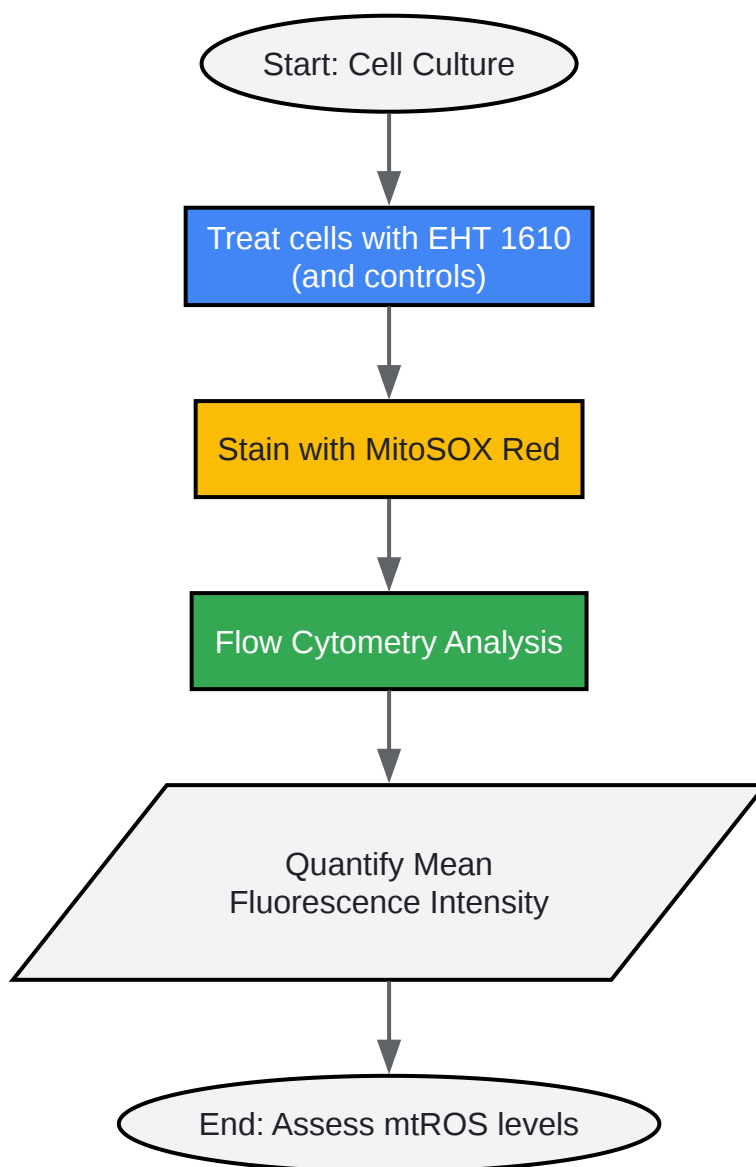 Start: Cell Culture
Treat cells with EHT 1610
(and controls)
Stain with MitoSOX Red
Flow Cytometry Analysis
Quantify Mean
Fluorescence Intensity
End: Assess mtROS levels